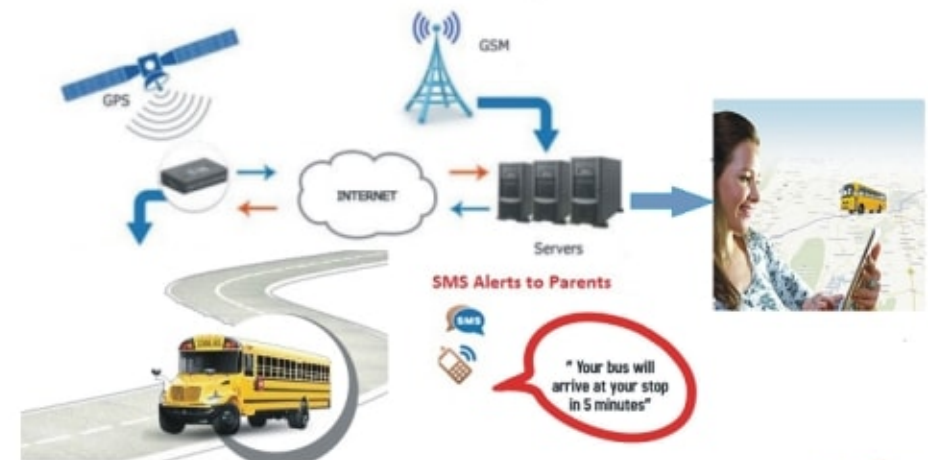 GSM
GPS
INTERNET
Servers
SMS Alerts to Parents
SMS
" Your bus will
arrive at your stop
in 5 minutes"